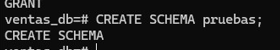 GRANT
ventas_db=# CREATE SCHEMA pruebas;
CREATE SCHEMA
ventas_db=#